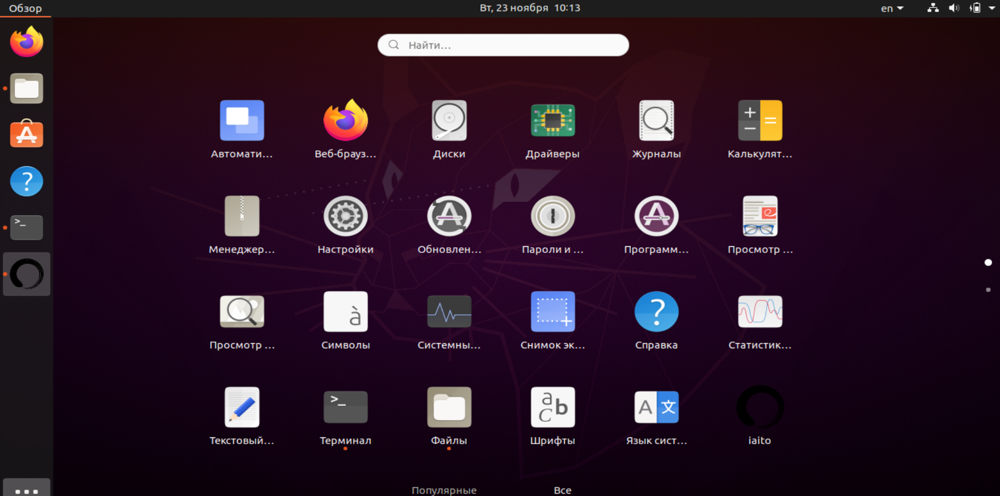 Обзор
Вт, 23 ноября 10:13
en
Найти...
Автомати...
Веб-брауз...
Диски
Драйверы
Журналы
Калькулят...
Менеджер...
Настройки
Обновлен...
Пароли и ...
Программ...
Просмотр ...
Просмотр ...
Символы
Системны...
Снимок эк...
Справка
Статистик...
Текстовый...
Терминал
Файлы
Шрифты
Язык сист...
iaito
Популярные
Все